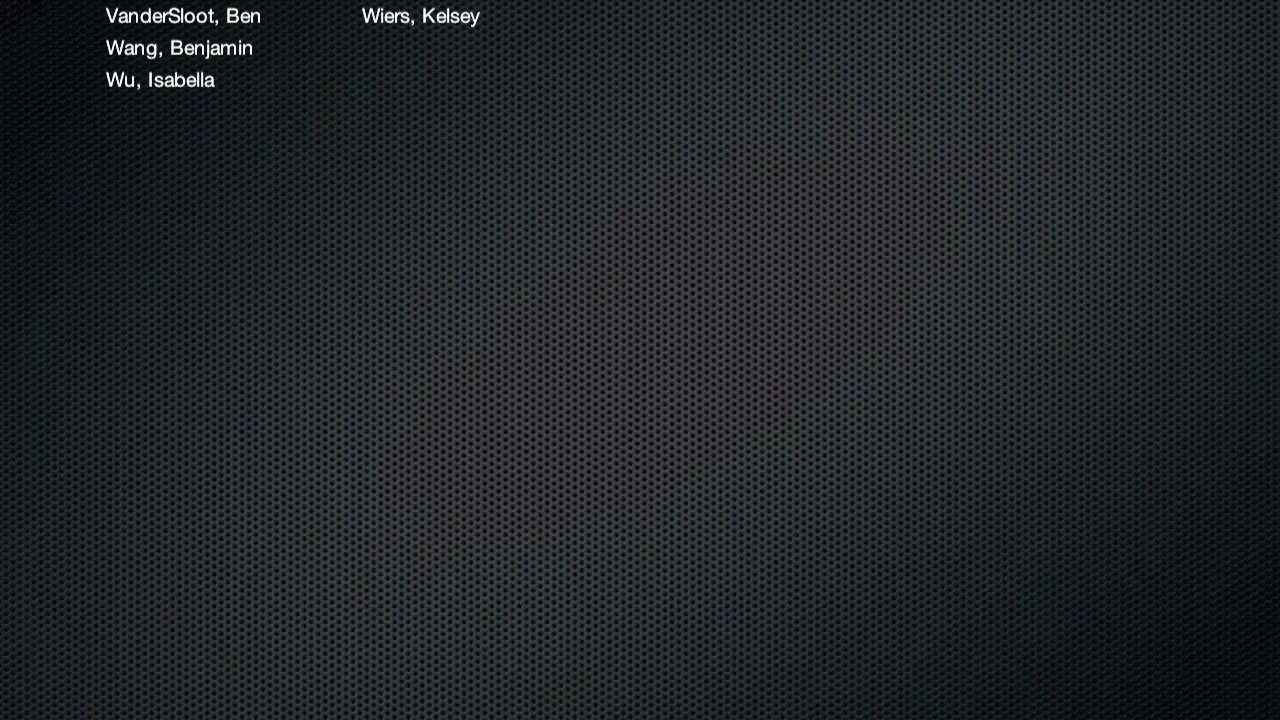 VanderSloot, Ben
Wang, Benjamin
Wu, Isabella
Wiers, Kelsey